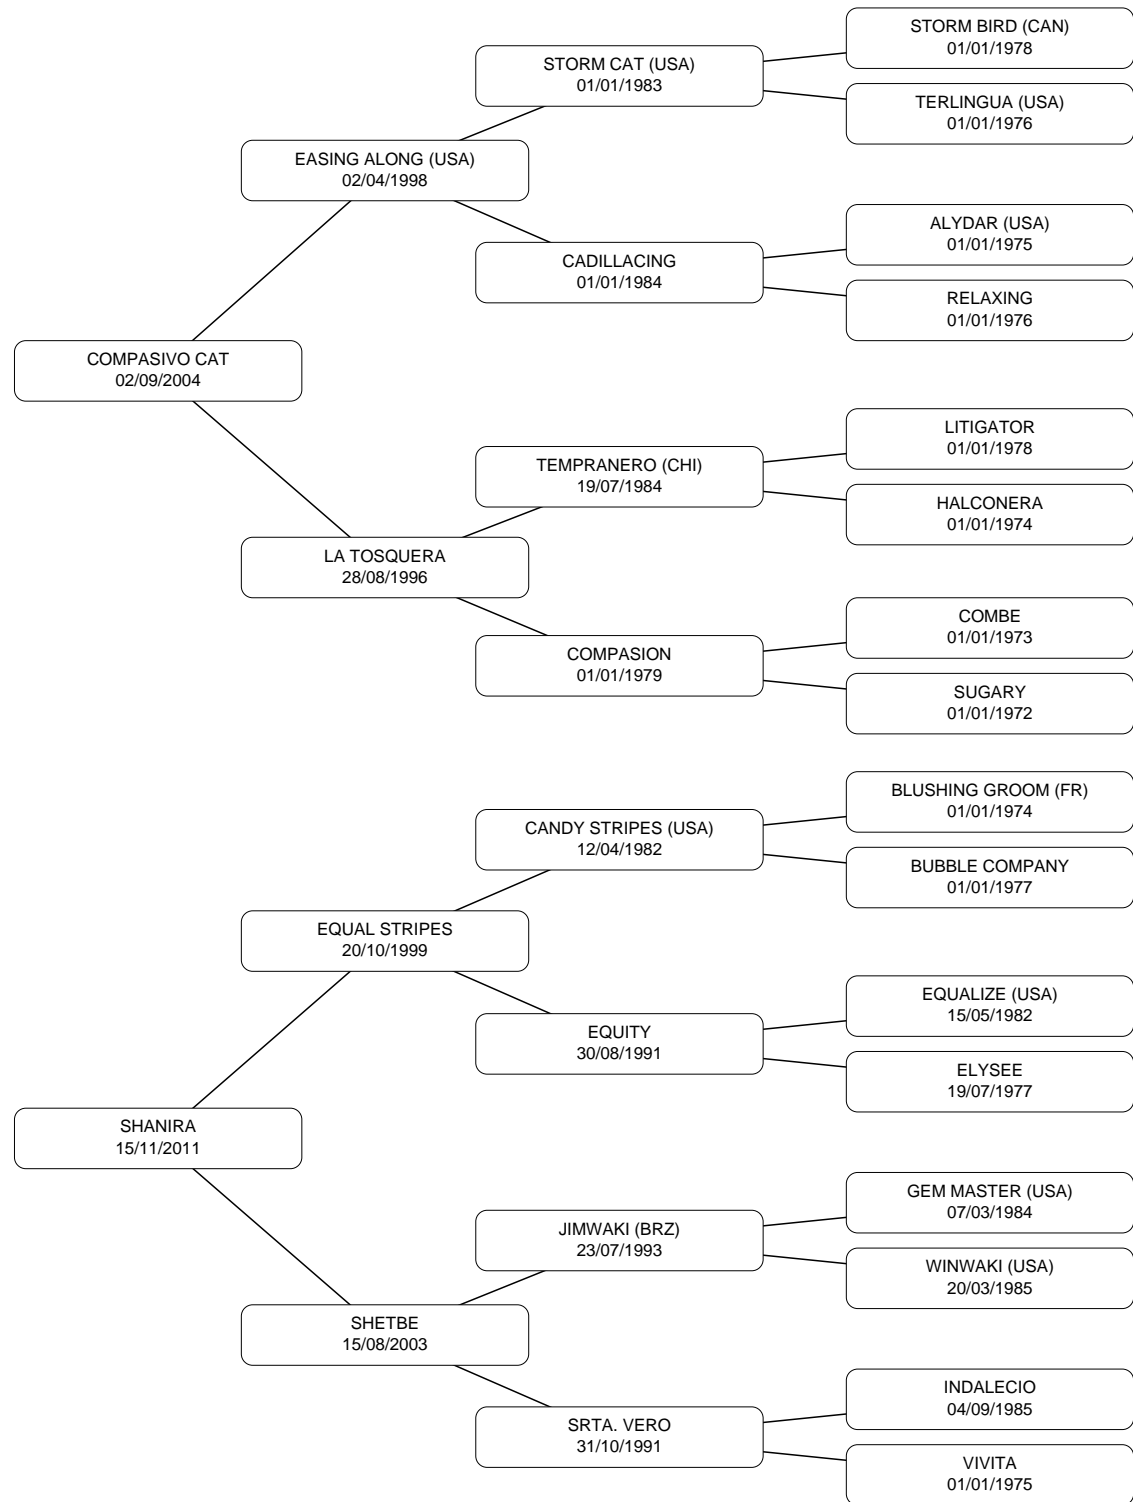 STORM BIRD (CAN)
01/01/1978
STORM CAT (USA)
01/01/1983
TERLINGUA (USA)
01/01/1976
EASING ALONG (USA)
02/04/1998
ALYDAR (USA)
01/01/1975
CADILLACING
01/01/1984
RELAXING
01/01/1976
COMPASIVO CAT
02/09/2004
LITIGATOR
01/01/1978
TEMPRANERO (CHI)
19/07/1984
HALCONERA
01/01/1974
LA TOSQUERA
28/08/1996
COMBE
01/01/1973
COMPASION
01/01/1979
SUGARY
01/01/1972
BLUSHING GROOM (FR)
01/01/1974
CANDY STRIPES (USA)
12/04/1982
BUBBLE COMPANY
01/01/1977
EQUAL STRIPES
20/10/1999
EQUALIZE (USA)
15/05/1982
EQUITY
30/08/1991
ELYSEE
19/07/1977
SHANIRA
15/11/2011
GEM MASTER (USA)
07/03/1984
JIMWAKI (BRZ)
23/07/1993
WINWAKI (USA)
20/03/1985
SHETBE
15/08/2003
INDALECIO
04/09/1985
SRTA. VERO
31/10/1991
VIVITA
01/01/1975